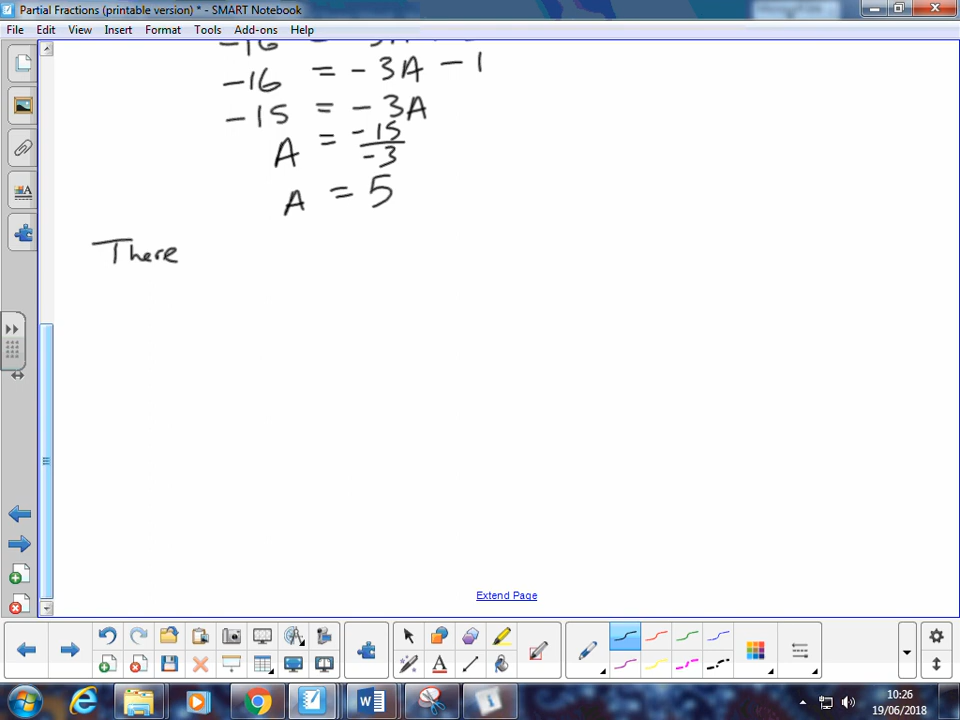 Partial Fractions (printable version) * - SMART Notebook
File Edit View Insert Format Tools Add-ons Help
-16 = -3A - 1
-15 = -3A
A = -15/-3
A = 5
There
Extend Page
10:26
19/06/2018